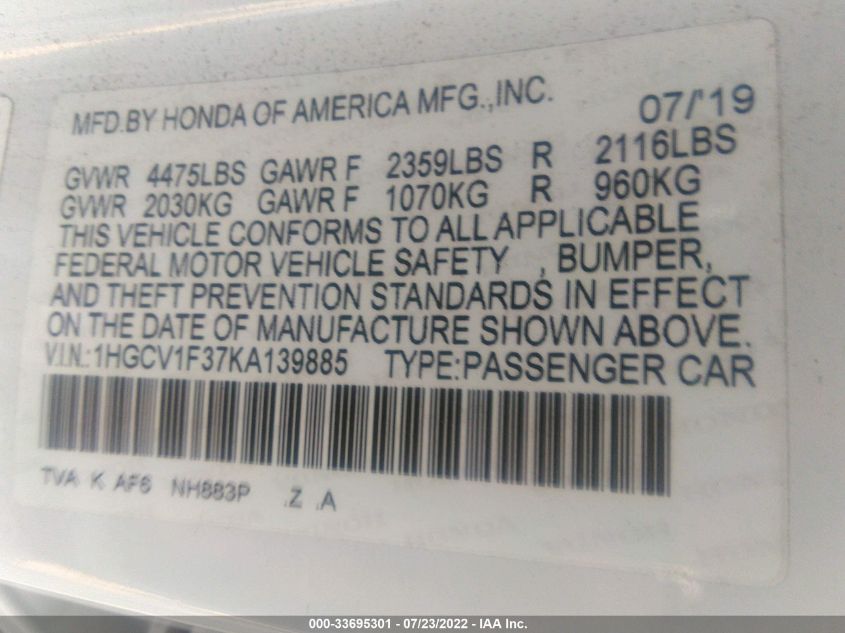 MFD.BY HONDA OF AMERICA MFG.,INC. 07/'19
GVWR 4475LBS GAWR F 2359LBS R 2116LBS
GVWR 2030KG GAWR F 1070KG R 960KG
THIS VEHICLE CONFORMS TO ALL APPLICABLE
FEDERAL MOTOR VEHICLE SAFETY , BUMPER,
AND THEFT PREVENTION STANDARDS IN EFFECT
ON THE DATE OF MANUFACTURE SHOWN ABOVE.
V.I.N.:1HGCV1F37KA139885 TYPE:PASSENGER CAR
TVA K AF6 NH883P .Z .A
000-33695301 - 07/23/2022 - IAA Inc.